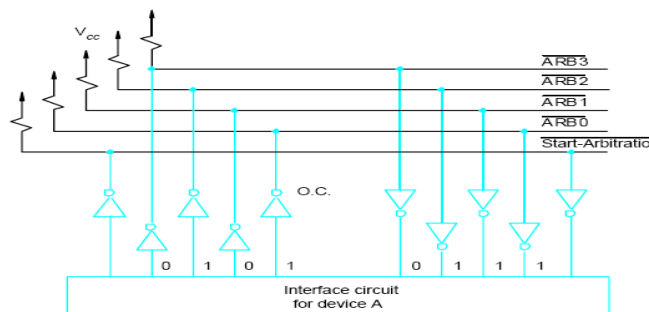 Vcc
ARB3
ARB2
ARB1
ARB0
Start-Arbitratio
O.C.
0 1 0 1 0 1 1 1
Interface circuit
for device A